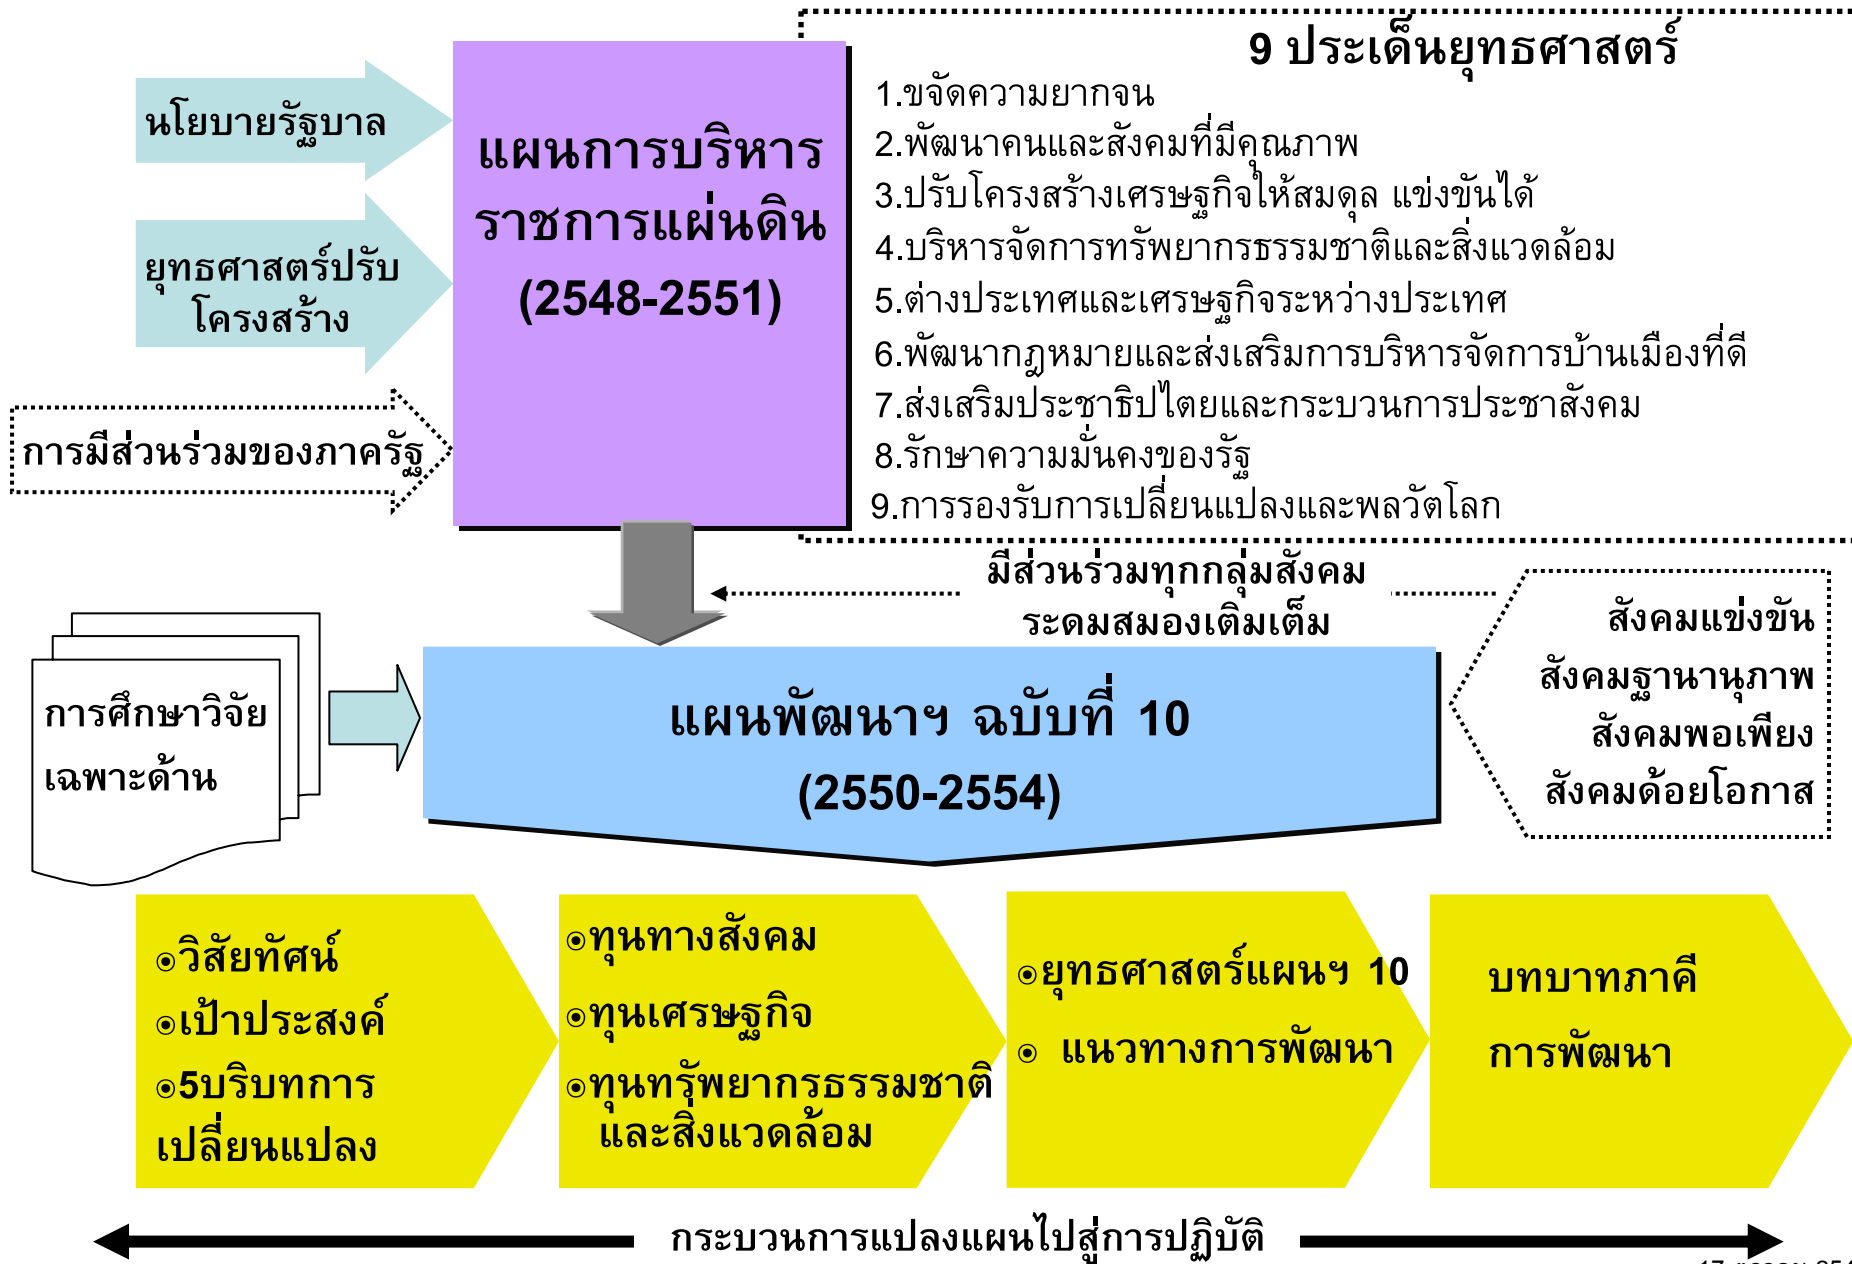 9 ประเด็นยุทธศาสตร์
1.ขจัดความยากจน
2.พัฒนาคนและสังคมที่มีคุณภาพ
3.ปรับโครงสร้างเศรษฐกิจให้สมดุล แข่งขันได้
4.บริหารจัดการทรัพยากรธรรมชาติและสิ่งแวดล้อม
5.ต่างประเทศและเศรษฐกิจระหว่างประเทศ
6.พัฒนากฎหมายและส่งเสริมการบริหารจัดการบ้านเมืองที่ดี
7.ส่งเสริมประชาธิปไตยและกระบวนการประชาสังคม
8.รักษาความมั่นคงของรัฐ
9.การรองรับการเปลี่ยนแปลงและพลวัตโลก
นโยบายรัฐบาล
ยุทธศาสตร์ปรับ
โครงสร้าง
การมีส่วนร่วมของภาครัฐ
แผนการบริหาร
ราชการแผ่นดิน
(2548-2551)
มีส่วนร่วมทุกกลุ่มสังคม
ระดมสมองเติมเต็ม
สังคมแข่งขัน
สังคมฐานานุภาพ
สังคมพอเพียง
สังคมด้อยโอกาส
การศึกษาวิจัย
เฉพาะด้าน
แผนพัฒนาฯ ฉบับที่ 10
(2550-2554)
วิสัยทัศน์
เป้าประสงค์
5บริบทการ
เปลี่ยนแปลง
ทุนทางสังคม
ทุนเศรษฐกิจ
ทุนทรัพยากรธรรมชาติ
และสิ่งแวดล้อม
ยุทธศาสตร์แผนฯ 10
แนวทางการพัฒนา
บทบาทภาคี
การพัฒนา
กระบวนการแปลงแผนไปสู่การปฏิบัติ